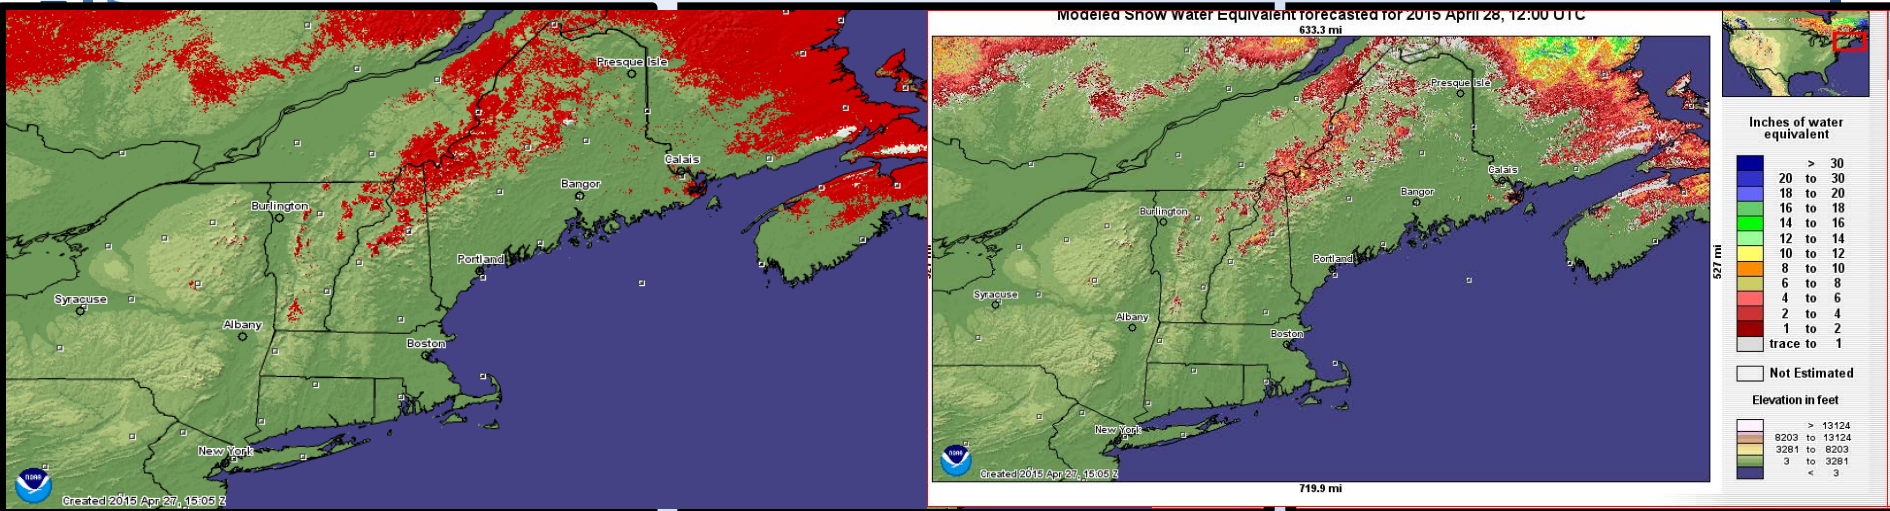 Presque Isle
Calais
Bangor
Burlington
Portland
Syracuse
Albany
Boston
New York
NOAA
Created 2015 Apr 27, 15:05 Z
Modeled Snow Water Equivalent forecasted for 2015 April 28, 12:00 UTC
633.3 mi
Presque Isle
Calais
Bangor
Burlington
Portland
Syracuse
Albany
Boston
New York
NOAA
Created 2015 Apr 27, 15:05 Z
719.9 mi
527 mi
Inches of water
equivalent
> 30
20 to 30
18 to 20
16 to 18
14 to 16
12 to 14
10 to 12
8 to 10
6 to 8
4 to 6
2 to 4
1 to 2
trace to 1
Not Estimated
Elevation in feet
> 13124
8203 to 13124
3281 to 8203
3 to 3281
< 3